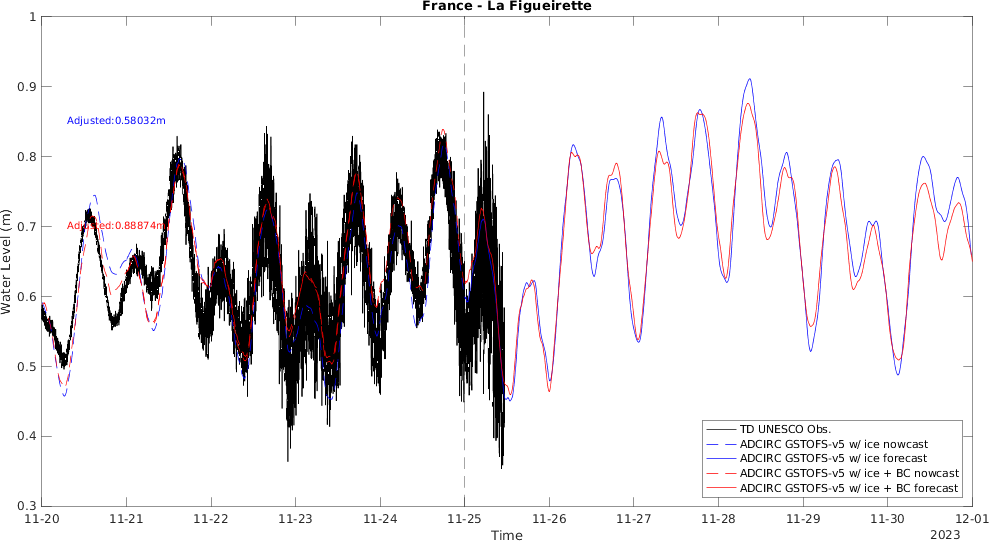 France - La Figueirette
1
0.9
0.8
0.7
0.6
0.5
0.4
0.3
Water Level (m)
Adjusted:0.58032m
Adjusted:0.88874m
TD UNESCO Obs.
ADCIRC GSTOFS-v5 w/ ice nowcast
ADCIRC GSTOFS-v5 w/ ice forecast
ADCIRC GSTOFS-v5 w/ ice + BC nowcast
ADCIRC GSTOFS-v5 w/ ice + BC forecast
11-20 11-21 11-22 11-23 11-24 11-25 11-26 11-27 11-28 11-29 11-30 12-01
Time
2023